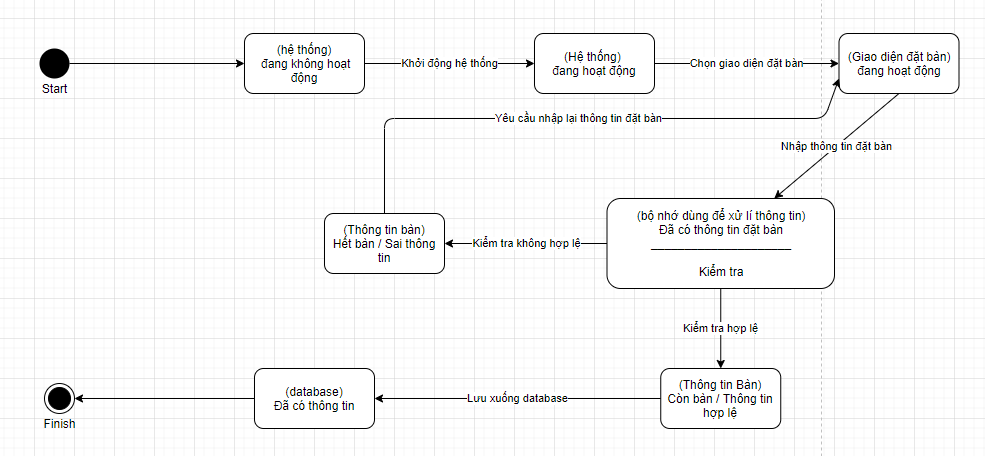 Start
(hệ thống)
đang không hoạt
động
Khởi động hệ thống
(Hệ thống)
đang hoạt động
Chọn giao diện đặt bàn
(Giao diện đặt bàn)
đang hoạt động
Yêu cầu nhập lại thông tin đặt bàn
Nhập thông tin đặt bàn
(Thông tin bàn)
Hết bàn / Sai thông
tin
Kiểm tra không hợp lệ
(bộ nhớ dùng để xử lí thông tin)
Đã có thông tin đặt bàn
Kiểm tra
Kiểm tra hợp lệ
(Thông tin Bàn)
Còn bàn / Thông tin
hợp lệ
Lưu xuống database
(database)
Đã có thông tin
Finish